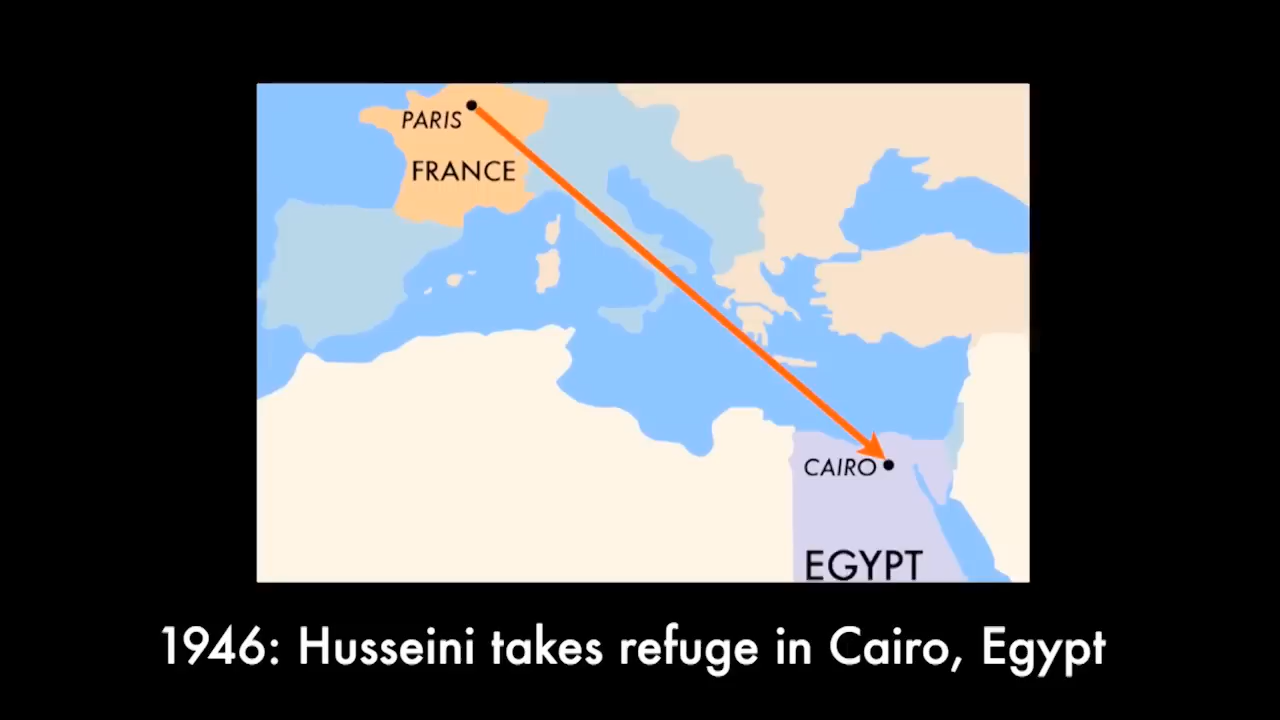 PARIS
FRANCE
CAIRO
EGYPT
1946: Husseini takes refuge in Cairo, Egypt